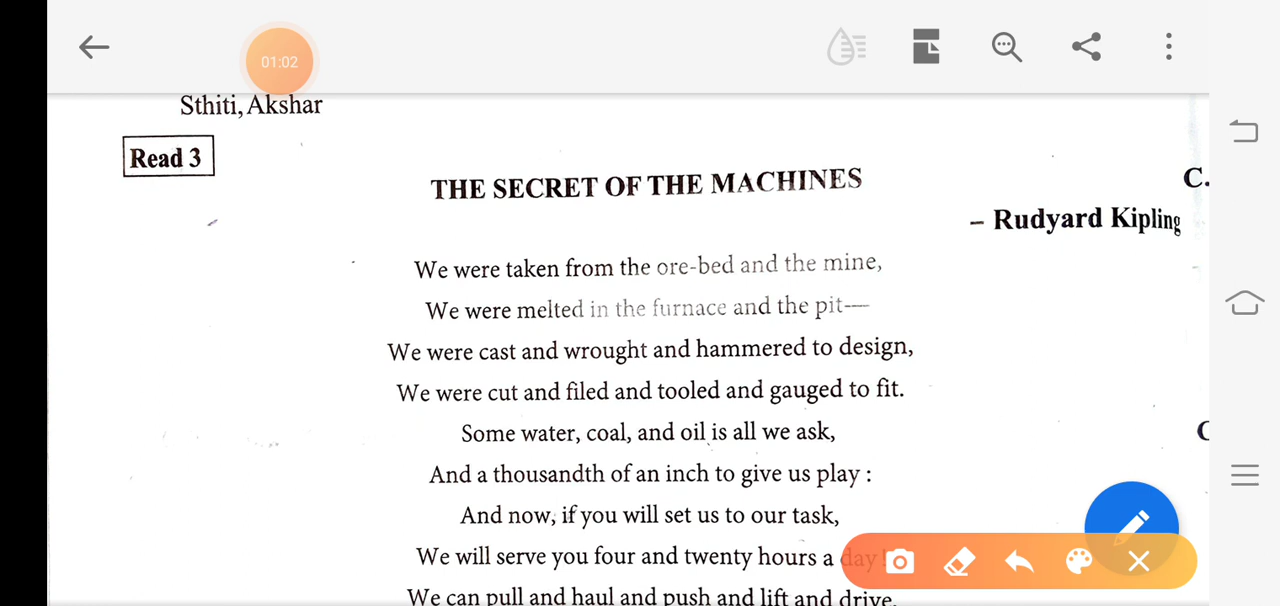 01:02
Sthiti, Akshar
Read 3
THE SECRET OF THE MACHINES
C.
– Rudyard Kipling
We were taken from the ore-bed and the mine,
We were melted in the furnace and the pit—
We were cast and wrought and hammered to design,
We were cut and filed and tooled and gauged to fit.
Some water, coal, and oil is all we ask,
And a thousandth of an inch to give us play :
And now, if you will set us to our task,
We will serve you four and twenty hours a day !
We can pull and haul and push and lift and drive,